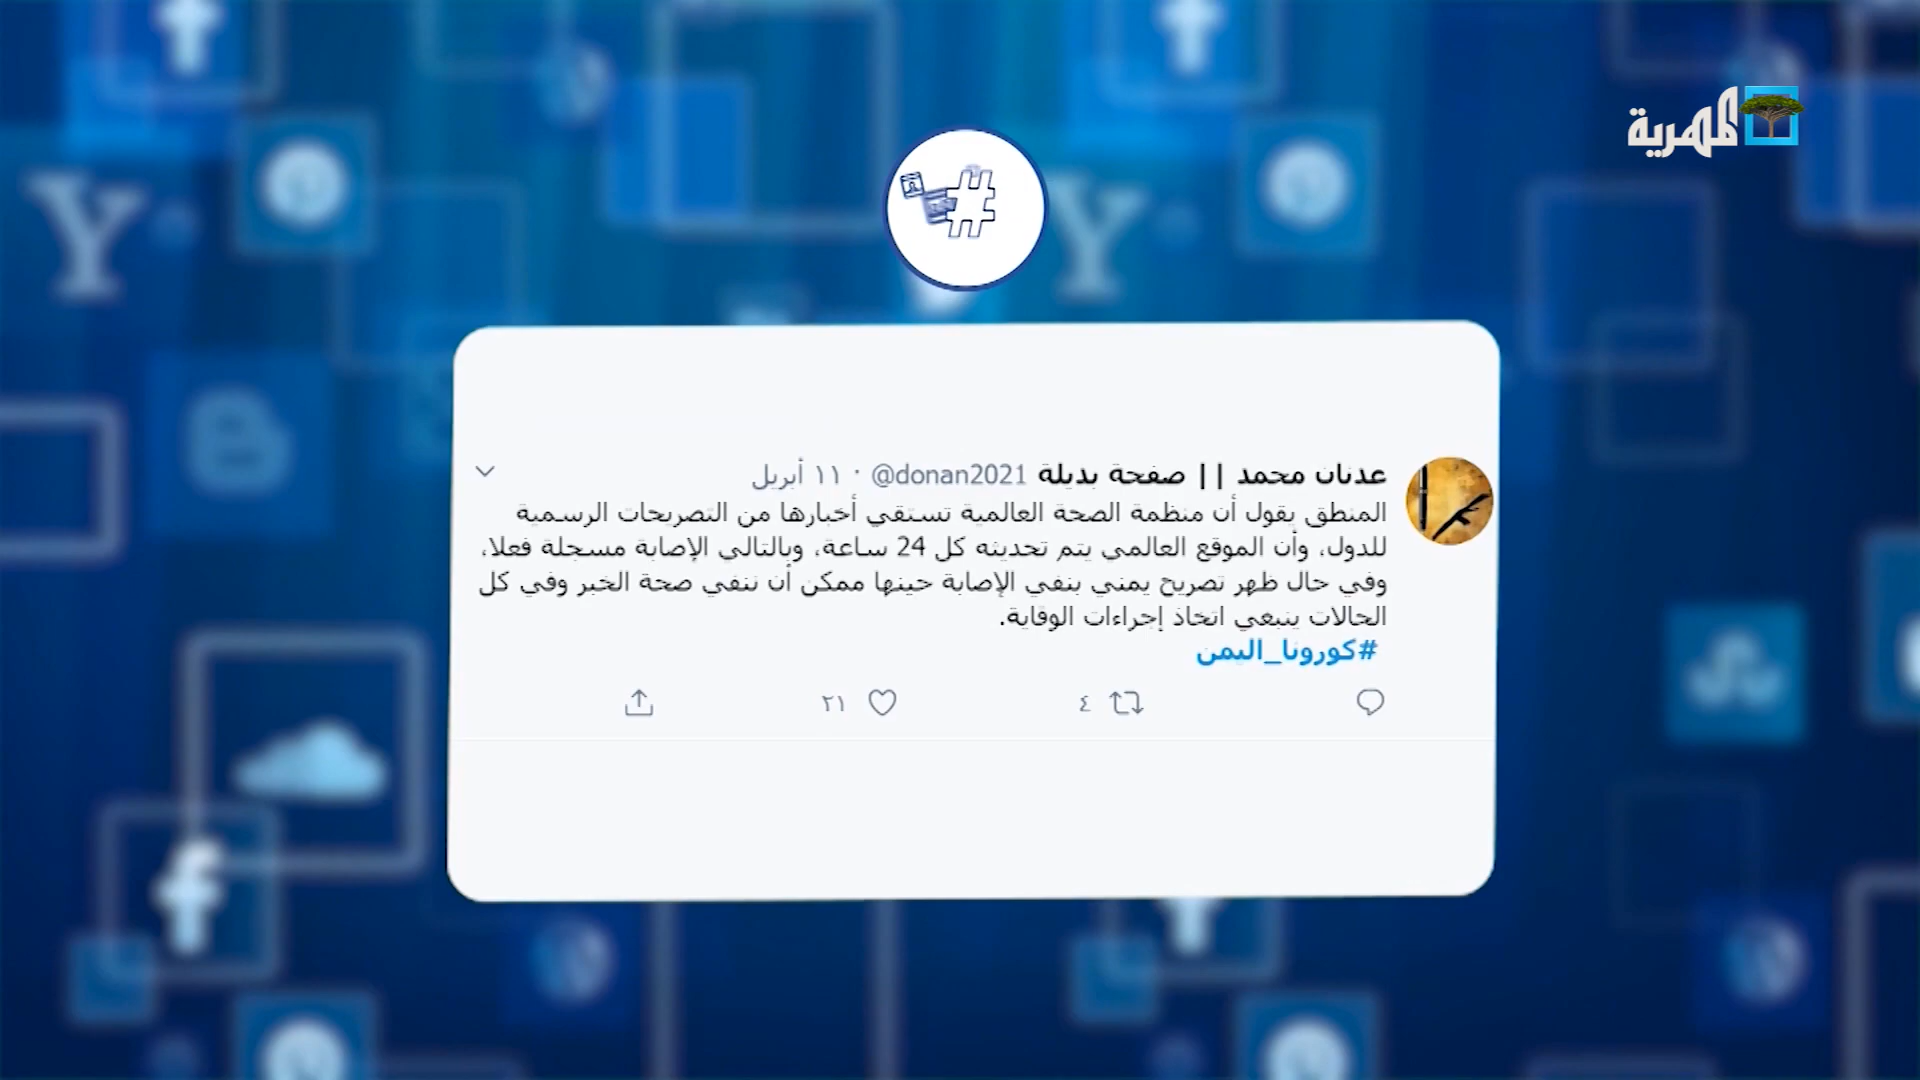 المهرية
عدنان محمد || صفحة بديلة @donan2021 · ١١ أبريل
المنطق يقول أن منظمة الصحة العالمية تستقي أخبارها من التصريحات الرسمية
للدول، وأن الموقع العالمي يتم تحديثه كل 24 ساعة، وبالتالي الإصابة مسجلة فعلا،
وفي حال ظهر تصريح يمني بنفي الإصابة حينها ممكن أن ننفي صحة الخبر وفي كل
الحالات ينبغي اتخاذ إجراءات الوقاية.
#كورونا_اليمن
٤ ٢١